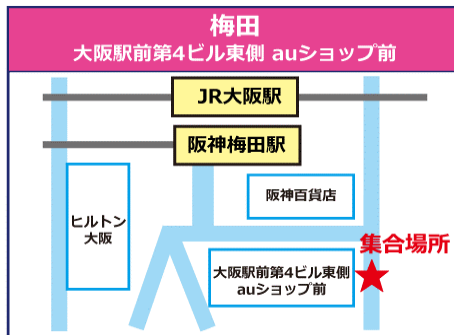 梅田
大阪駅前第4ビル東側 auショップ前
JR大阪駅
阪神梅田駅
ヒルトン
大阪
阪神百貨店
集合場所
大阪駅前第4ビル東側
auショップ前